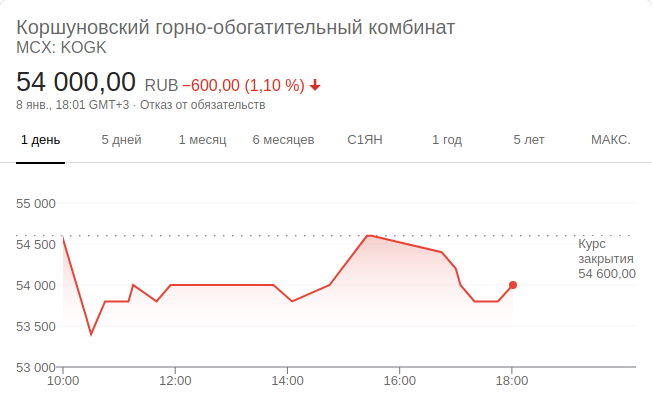 Коршуновский горно-обогатительный комбинат
MCX: KOGK
54 000,00 RUB −600,00 (1,10 %)
8 янв., 18:01 GMT+3 · Отказ от обязательств
1 день 5 дней 1 месяц 6 месяцев С1ЯН 1 год 5 лет МАКС.
55 000
54 500
54 000
53 500
53 000
Курс
закрытия
54 600,00
10:00 12:00 14:00 16:00 18:00